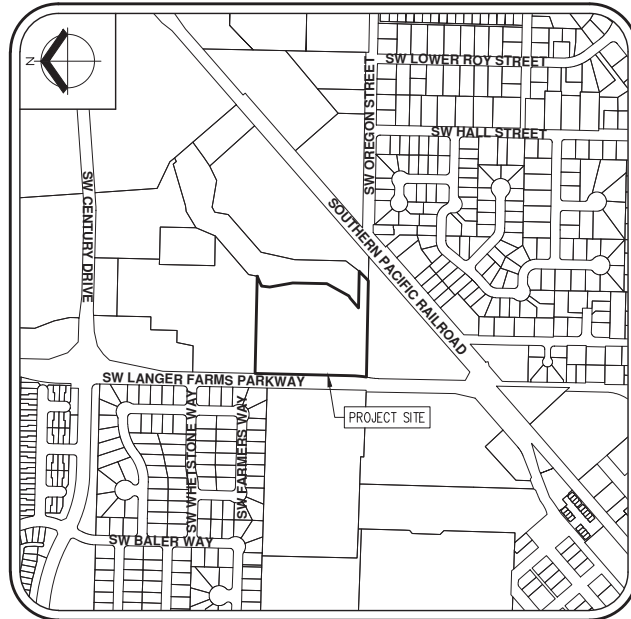 N
SW LOWER ROY STREET
SW OREGON STREET
SW HALL STREET
SW CENTURY DRIVE
SOUTHERN PACIFIC RAILROAD
SW LANGER FARMS PARKWAY
PROJECT SITE
SW WHETSTONE WAY
SW FARMERS WAY
SW BALER WAY